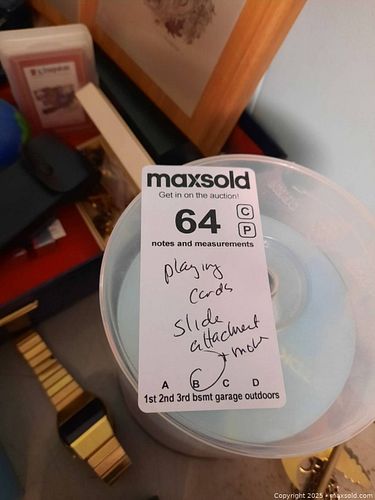 Kingston
maxsold
Get in on the auction!
64
C
P
notes and measurements
playing
cards
slide
attachment
+ more
A B C D
1st 2nd 3rd bsmt garage outdoors
Copyright 2025 • maxsold.com